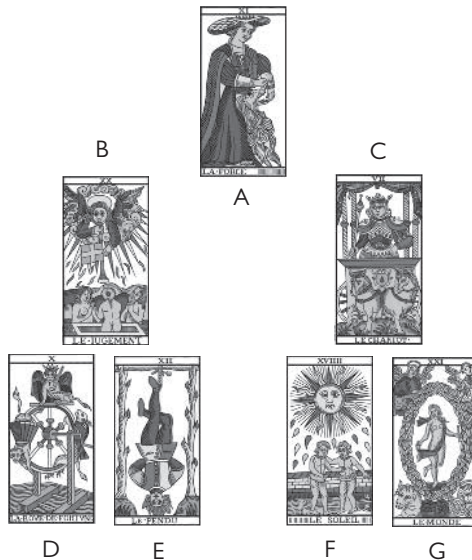 XI
LA·FORCE
A
B
C
XX
LE·JUGEMENT
VII
LE·CHARIOT·
X
LA·ROVE·DE·FORTVNE
XII
LE·PENDU
XVIIII
LE SOLEIL
XXI
LE·MONDE
D
E
F
G